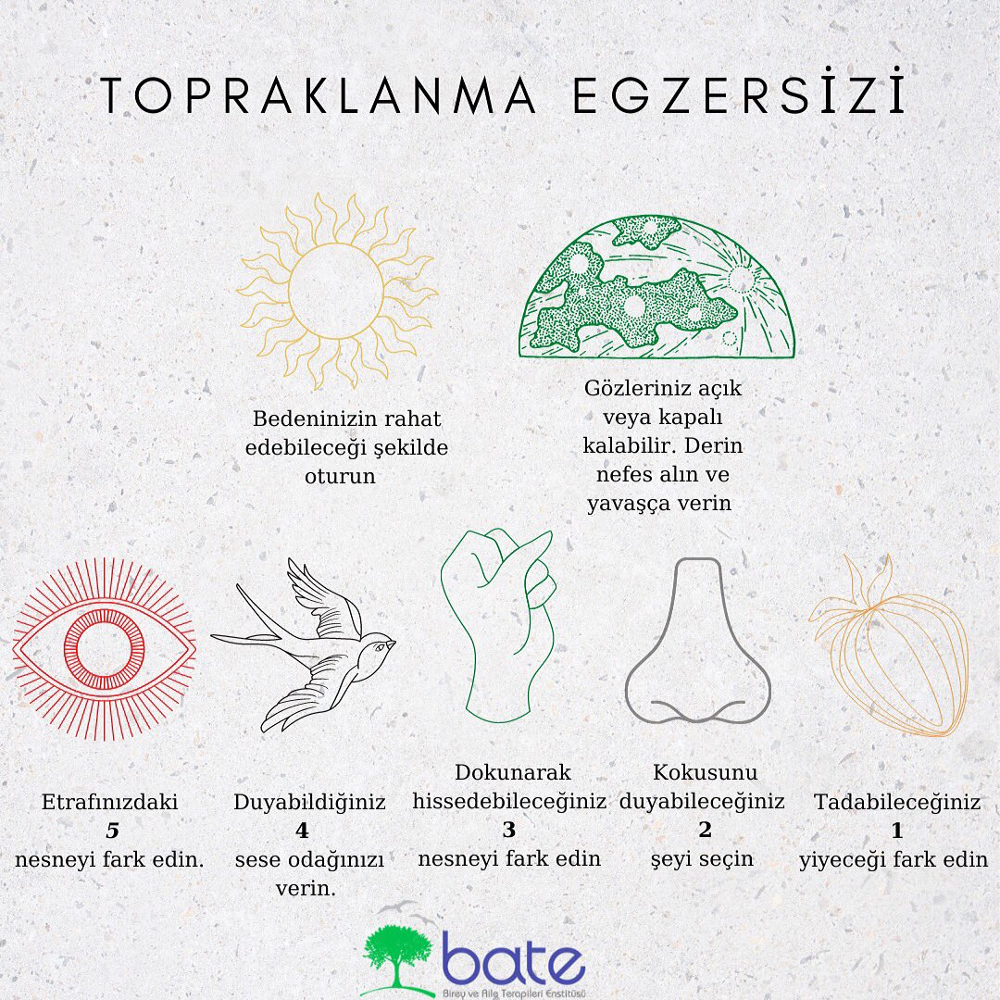 TOPRAKLANMA EGZERSİZİ
Bedeninizin rahat
edebileceği şekilde
oturun
Gözleriniz açık
veya kapalı
kalabilir. Derin
nefes alın ve
yavaşça verin
Etrafınızdaki
5
nesneyi fark edin.
Duyabildiğiniz
4
sese odağınızı
verin.
Dokunarak
hissedebileceğiniz
3
nesneyi fark edin
Kokusunu
duyabileceğiniz
2
şeyi seçin
Tadabileceğiniz
1
yiyeceği fark edin
bate
Birey ve Aile Terapileri Enstitüsü